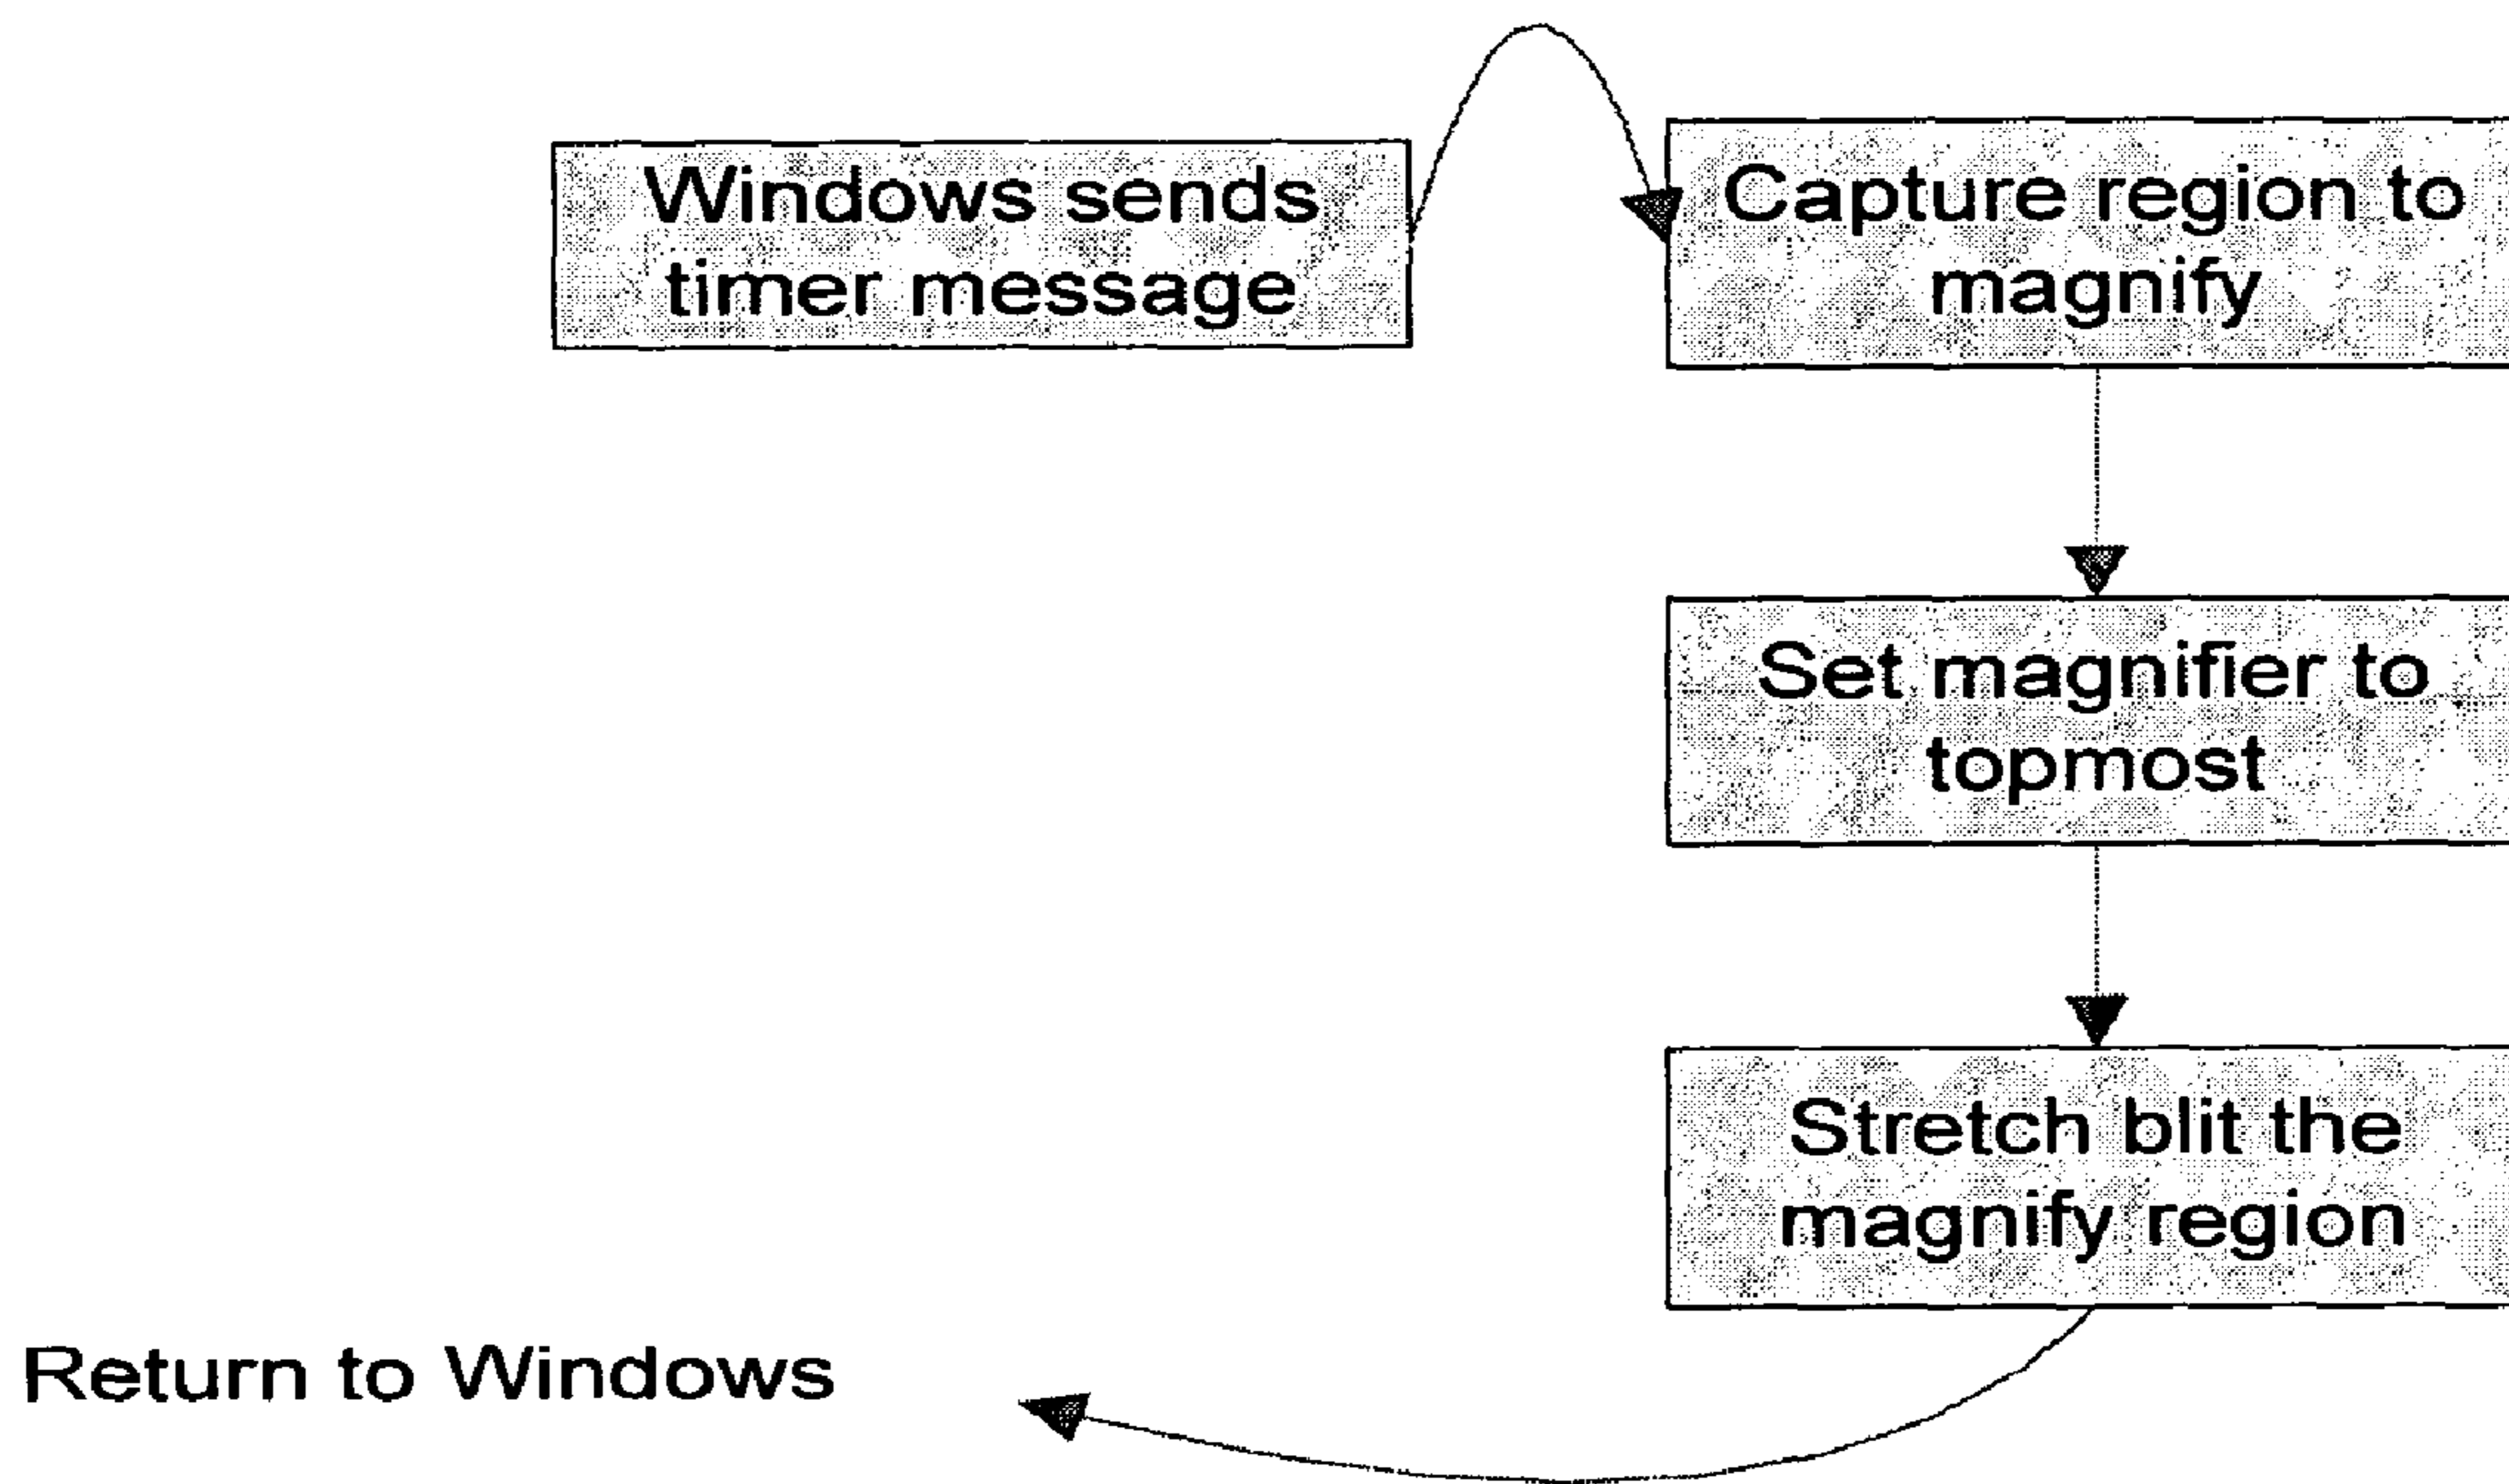 Windows sends
timer message
Capture region to
magnify
Set magnifier to
topmost
Stretch blit the
magnify region
Return to Windows